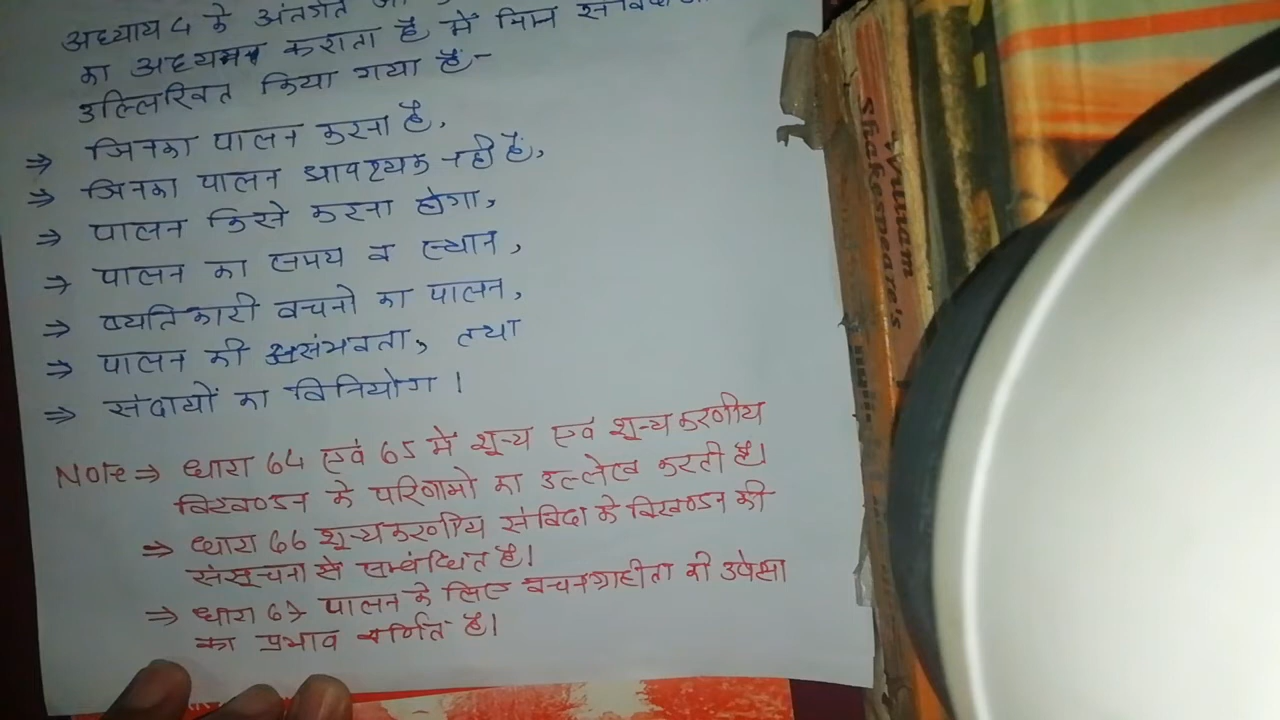 अध्याय 4 के अंतर्गत
का अध्ययन कराता है में निम्न
उल्लिखित किया गया है-
⇒ जिनका पालन करना है,
⇒ जिनका पालन आवश्यक नही है,
⇒ पालन किसे करना होगा,
⇒ पालन का समय व स्थान,
⇒ व्यतिकारी वचनो का पालन,
⇒ पालन की असंभवता, तथा
⇒ संदायों का विनियोग।
Note ⇒ धारा 64 एवं 65 में शून्य एवं शून्यकरणीय
विखण्डन के परिणामो का उल्लेख करती है।
⇒ धारा 66 शून्यकरणीय संविदा के विखण्डन की
संसूचना से सम्बंधित है।
⇒ धारा 67 पालन के लिए वचनग्रहीता की उपेक्षा
का प्रभाव वर्णित है।
Shakespeare's